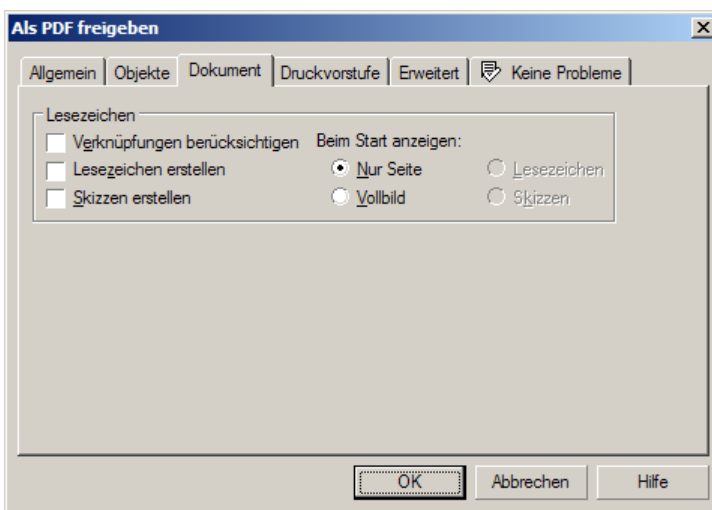 Als PDF freigeben
Allgemein Objekte Dokument Druckvorstufe Erweitert Keine Probleme
Lesezeichen
Verknüpfungen berücksichtigen Beim Start anzeigen:
Lesezeichen erstellen Nur Seite Lesezeichen
Skizzen erstellen Vollbild Skizzen
OK Abbrechen Hilfe